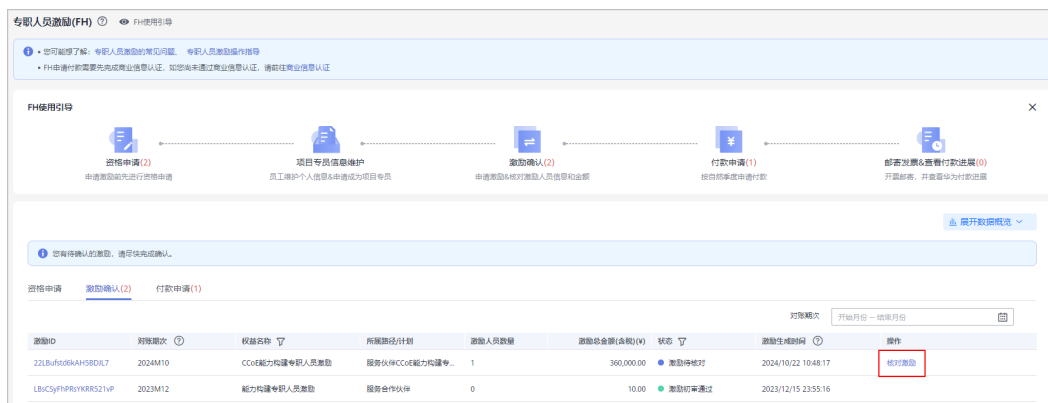 专职人员激励(FH) FH使用引导
• 您可能想了解：专职人员激励的常见问题、 专职人员激励操作指导
• FH申请付款需要先完成商业信息认证，如您尚未通过商业信息认证，请前往商业信息认证
FH使用引导
资格申请(2) 项目专员信息维护 激励确认(2) 付款申请(1) 邮寄发票&查看付款进展(0)
申请激励前先进行资格申请 员工维护个人信息&申请成为项目专员 申请激励&核对激励人员信息和金额 按自然季度申请付款 开票邮寄，并查看华为付款进展
展开数据概览
您有待确认的激励，请尽快完成确认。
资格申请 激励确认(2) 付款申请(1)
对账期次 开始月份 – 结束月份
激励ID 对账期次 权益名称 所属路径/计划 激励人员数量 激励总金额(含税)(¥) 状态 激励生成时间 操作
22LBufstd6kAH5BDJL7 2024M10 CCoE能力构建专职人员激励 服务伙伴CCoE能力构建专... 1 360,000.00 激励待核对 2024/10/22 10:48:17 核对激励
LBsCSyFhPRsYKRR521vP 2023M12 能力构建专职人员激励 服务合作伙伴 0 10.00 激励初审通过 2023/12/15 23:55:16